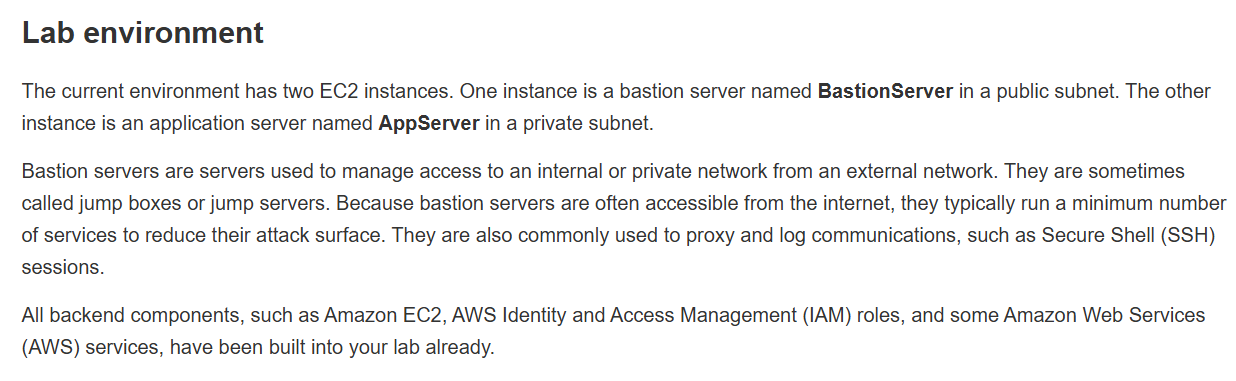 Lab environment
The current environment has two EC2 instances. One instance is a bastion server named BastionServer in a public subnet. The other
instance is an application server named AppServer in a private subnet.
Bastion servers are servers used to manage access to an internal or private network from an external network. They are sometimes
called jump boxes or jump servers. Because bastion servers are often accessible from the internet, they typically run a minimum number
of services to reduce their attack surface. They are also commonly used to proxy and log communications, such as Secure Shell (SSH)
sessions.
All backend components, such as Amazon EC2, AWS Identity and Access Management (IAM) roles, and some Amazon Web Services
(AWS) services, have been built into your lab already.